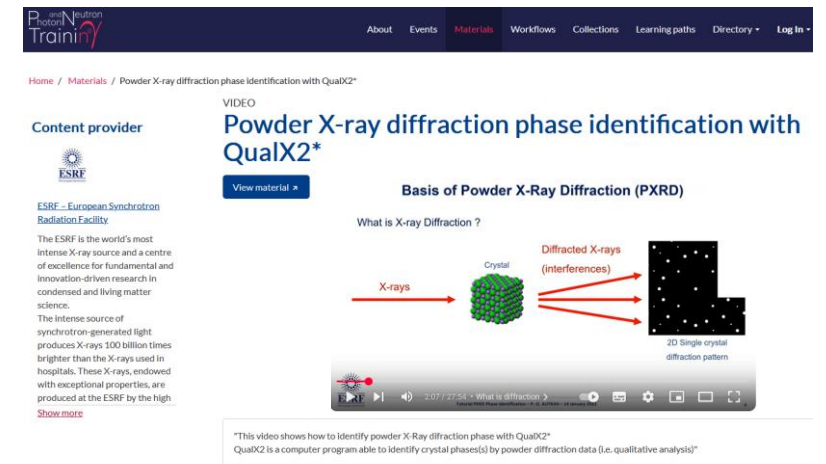 Photon and Neutron
Training
About Events Materials Workflows Collections Learning paths Directory Log In
Home / Materials / Powder X-ray diffraction phase identification with QualX2*
Content provider
ESRF
ESRF – European Synchrotron
Radiation Facility
The ESRF is the world's most
intense X-ray source and a centre
of excellence for fundamental and
innovation-driven research in
condensed and living matter
science.
The intense source of
synchrotron-generated light
produces X-rays 100 billion times
brighter than the X-rays used in
hospitals. These X-rays, endowed
with exceptional properties, are
produced at the ESRF by the high
Show more
VIDEO
Powder X-ray diffraction phase identification with
QualX2*
View material
Basis of Powder X-Ray Diffraction (PXRD)
What is X-ray Diffraction ?
X-rays
Crystal
Diffracted X-rays
(interferences)
2D Single crystal
diffraction pattern
2:07 / 27:54 • What is diffraction >
"This video shows how to identify powder X-Ray difraction phase with QualX2*
QualX2 is a computer program able to identify crystal phases(s) by powder diffraction data (i.e. qualitative analysis)"